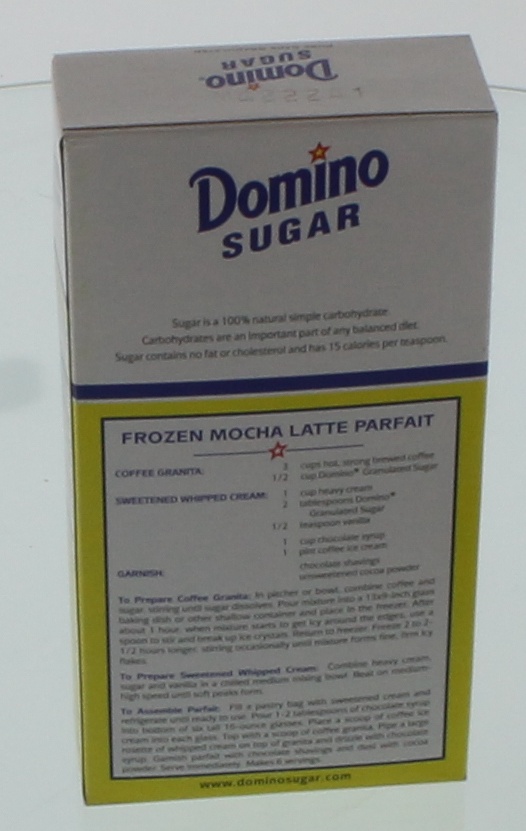 Domino
SUGAR
Domino
SUGAR
Sugar is a 100% natural simple carbohydrate
Carbohydrates are an important part of any balanced diet.
Sugar contains no fat or cholesterol and has 15 calories per teaspoon.
FROZEN MOCHA LATTE PARFAIT
COFFEE GRANITA: 3 cups hot, strong brewed coffee
1/2 cup Domino® Granulated Sugar
SWEETENED WHIPPED CREAM: 1 cup heavy cream
2 tablespoons Domino®
Granulated Sugar
1/2 teaspoon vanilla
1 cup chocolate syrup
1 pint coffee ice cream
GARNISH: chocolate shavings
unsweetened cocoa powder
To Prepare Coffee Granita: In pitcher or bowl, combine coffee and
sugar, stirring until sugar dissolves. Pour mixture into a 13x9-inch glass
baking dish or other shallow container and place in the freezer. After
about 1 hour, when mixture starts to get icy around the edges, use a
spoon to stir and break up ice crystals. Return to freezer. Freeze 2 to 2-
1/2 hours longer, stirring occasionally until mixture forms fine, firm icy
flakes.
To Prepare Sweetened Whipped Cream: Combine heavy cream,
sugar and vanilla in a chilled medium mixing bowl. Beat on medium-
high speed until soft peaks form.
To Assemble Parfait: Fill a pastry bag with sweetened cream and
refrigerate until ready to use. Pour 1-2 tablespoons of chocolate syrup
into bottom of six tall 16-ounce glasses. Place a scoop of coffee ice
cream into each glass. Top with a scoop of coffee granita. Pipe a large
rosette of whipped cream on top of granita and drizzle with chocolate
syrup. Garnish parfait with chocolate shavings and dust with cocoa
powder. Serve immediately. Makes 6 servings.
www.dominosugar.com